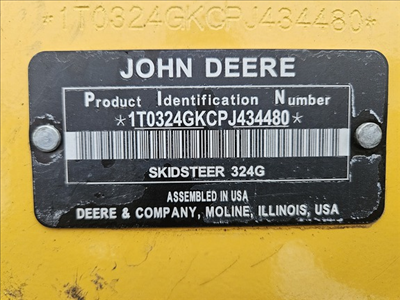 *1T0324GKCPJ434480*
JOHN DEERE
Product Identification Number
*1T0324GKCPJ434480*
SKIDSTEER 324G
ASSEMBLED IN USA
DEERE & COMPANY, MOLINE, ILLINOIS, USA